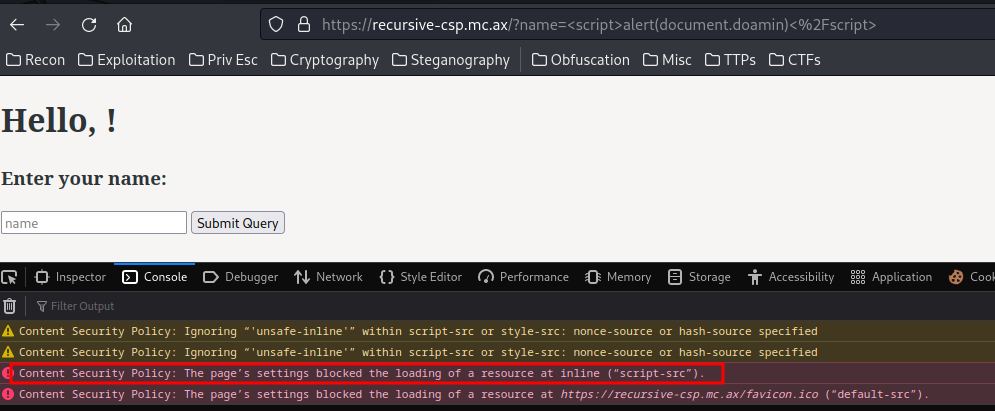 https://recursive-csp.mc.ax/?name=<script>alert(document.doamin)<%2Fscript>
Recon Exploitation Priv Esc Cryptography Steganography Obfuscation Misc TTPs CTFs
Hello, !
Enter your name:
name Submit Query
Inspector Console Debugger Network Style Editor Performance Memory Storage Accessibility Application Cook
Filter Output
Content Security Policy: Ignoring “'unsafe-inline'” within script-src or style-src: nonce-source or hash-source specified
Content Security Policy: Ignoring “'unsafe-inline'” within script-src or style-src: nonce-source or hash-source specified
Content Security Policy: The page’s settings blocked the loading of a resource at inline (“script-src”).
Content Security Policy: The page’s settings blocked the loading of a resource at https://recursive-csp.mc.ax/favicon.ico (“default-src”).